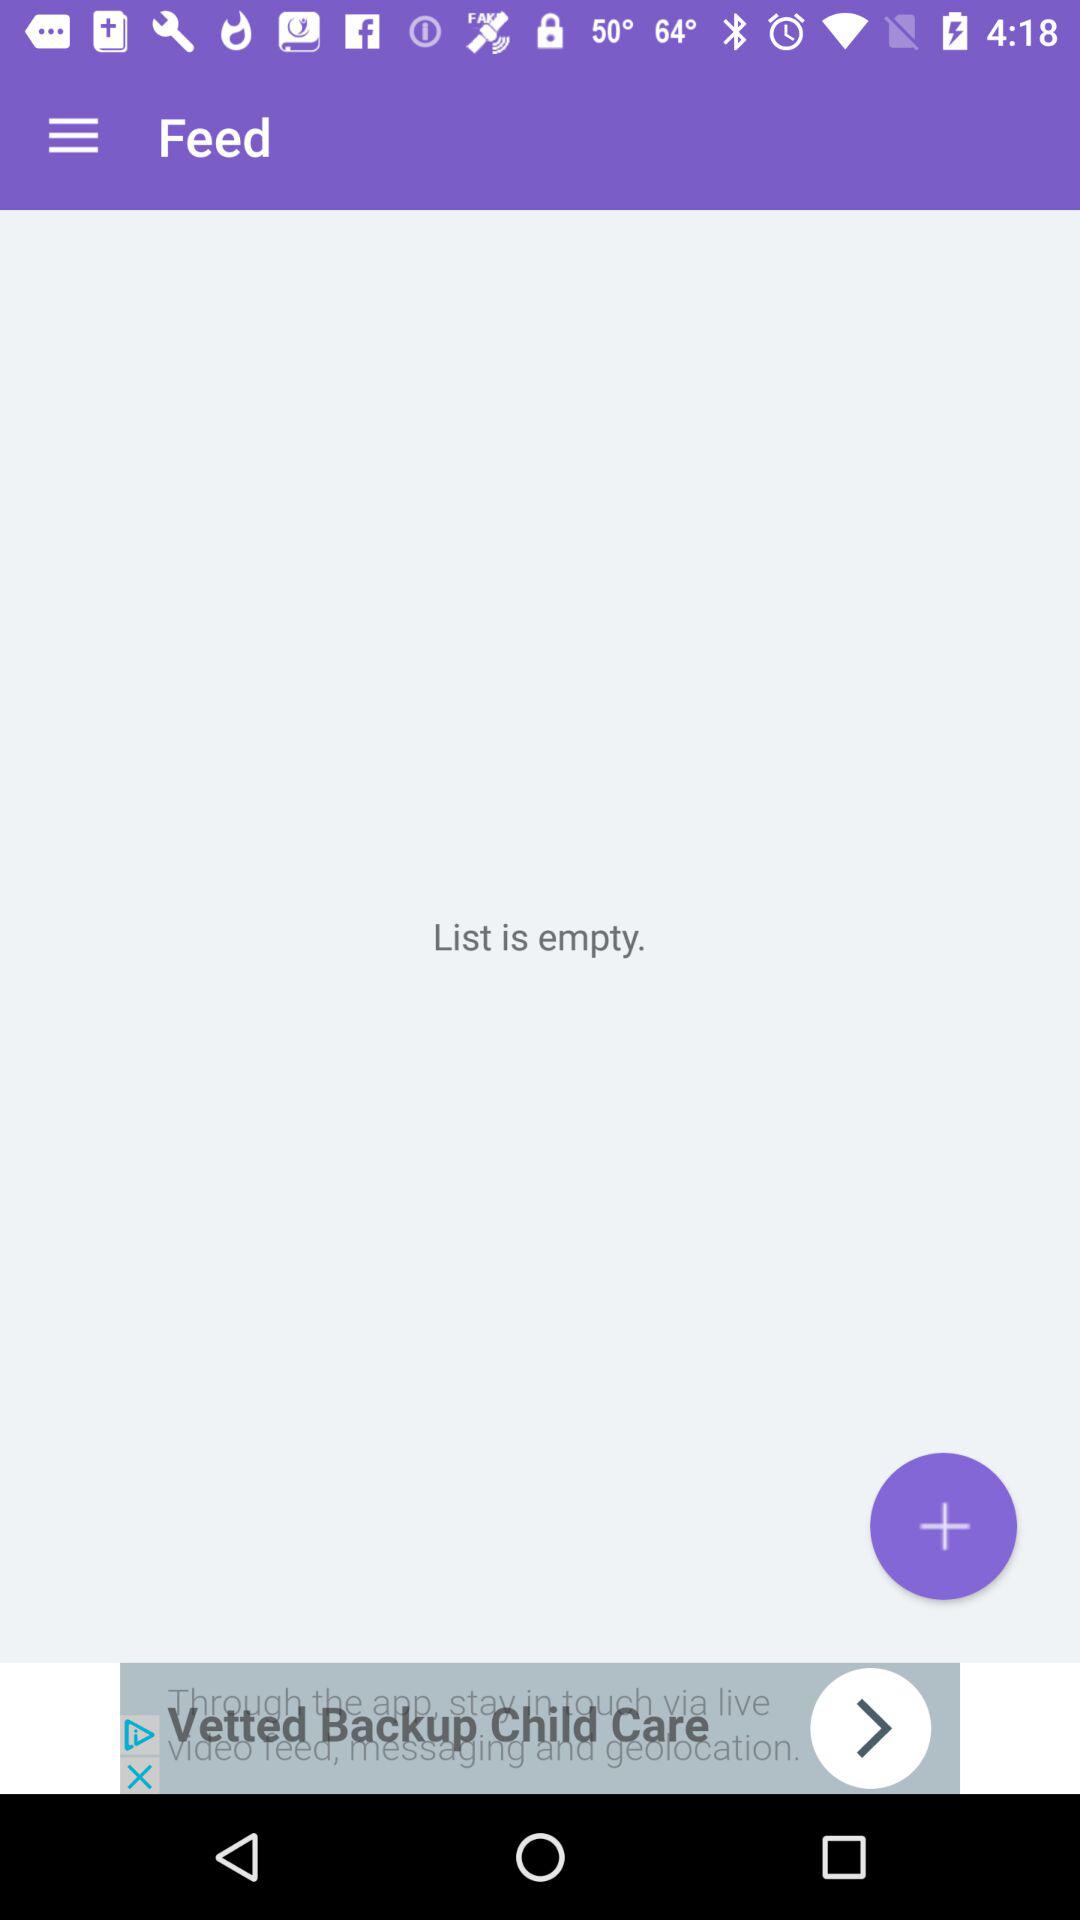 FAKE 50° 64° 4:18
Feed
List is empty.
Through the app, stay in touch via live
Vetted Backup Child Care
video feed, messaging and geolocation.